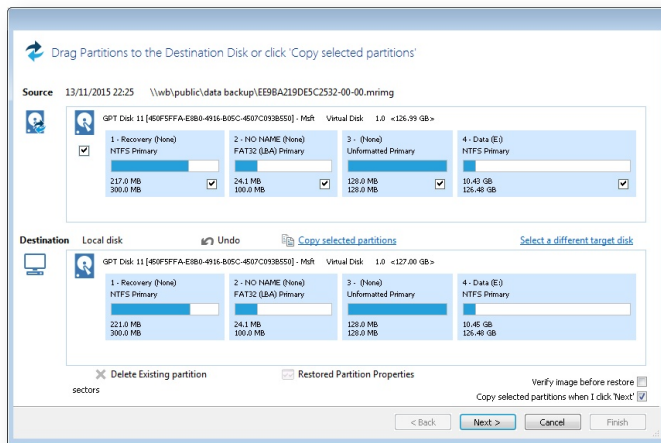 Drag Partitions to the Destination Disk or click 'Copy selected partitions'
Source 13/11/2015 22:25 \\wb\public\data backup\EE9BA219DE5C2532-00-00.mrimg
GPT Disk 11 [450F5FFA-E8B0-4916-B05C-4507C093B550] - Msft Virtual Disk 1.0 <126.99 GB>
1 - Recovery (None)
NTFS Primary
217.0 MB
300.0 MB
2 - NO NAME (None)
FAT32 (LBA) Primary
24.1 MB
100.0 MB
3 - (None)
Unformatted Primary
128.0 MB
128.0 MB
4 - Data (E:)
NTFS Primary
10.43 GB
126.48 GB
Destination Local disk Undo Copy selected partitions Select a different target disk
GPT Disk 11 [450F5FFA-E8B0-4916-B05C-4507C093B550] - Msft Virtual Disk 1.0 <127.00 GB>
1 - Recovery (None)
NTFS Primary
221.0 MB
300.0 MB
2 - NO NAME (None)
FAT32 (LBA) Primary
24.1 MB
100.0 MB
3 - (None)
Unformatted Primary
128.0 MB
128.0 MB
4 - Data (E:)
NTFS Primary
10.45 GB
126.48 GB
Delete Existing partition Restored Partition Properties
sectors
Verify image before restore
Copy selected partitions when I click 'Next'
< Back Next > Cancel Finish